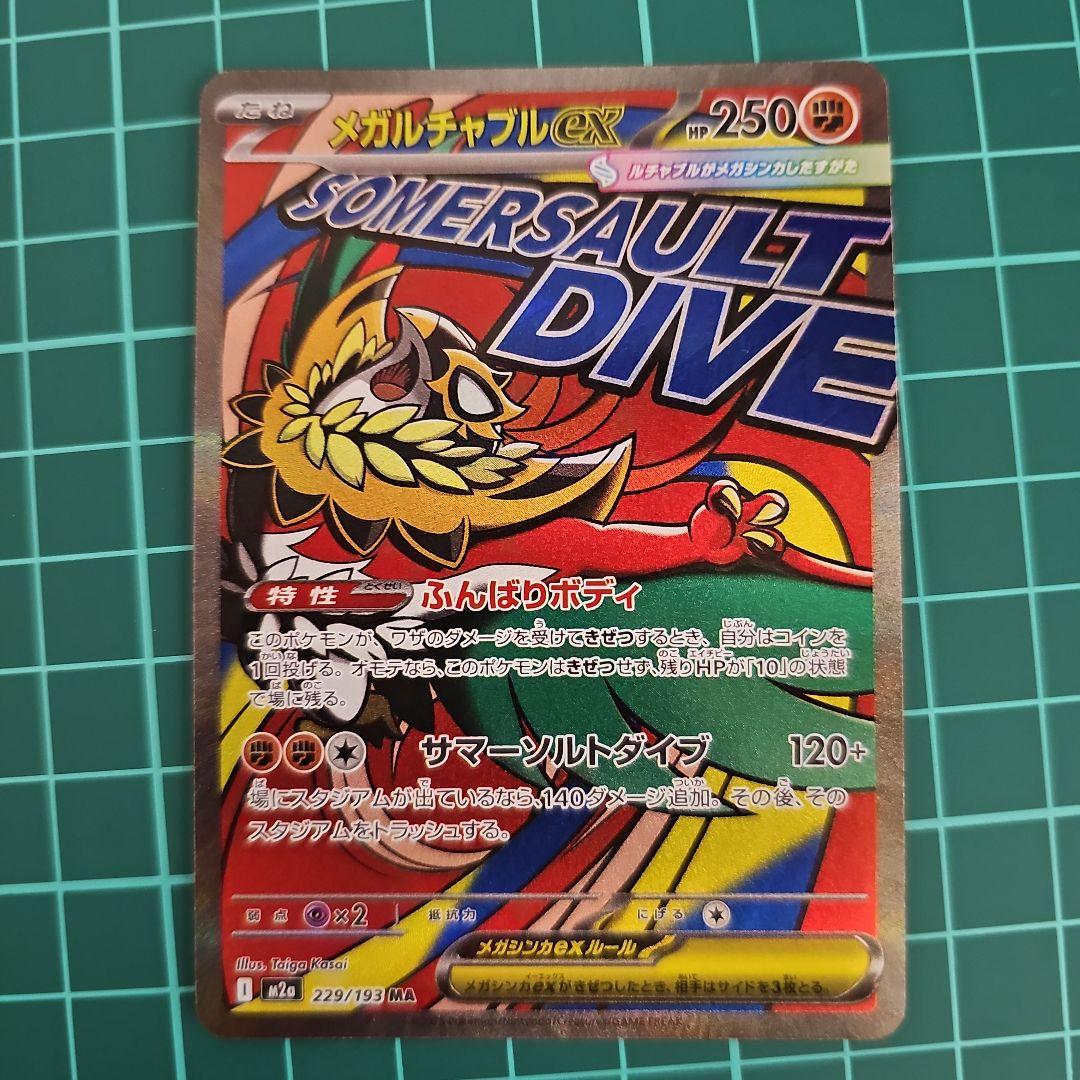 たね
メガルチャブルex
HP250
ルチャブルがメガシンカしたすがた
SOMERSAULT
DIVE
特性 とくせい ふんばりボディ
このポケモンが、ワザのダメージを受けてきぜつするとき、自分はコインを
1回投げる。オモテなら、このポケモンはきぜつせず、残りHPが「10」の状態
で場に残る。
サマーソルトダイブ 120+
場にスタジアムが出ているなら、140ダメージ追加。その後、その
スタジアムをトラッシュする。
弱点 ×2 抵抗力 にげる
メガシンカexルール
メガシンカexがきぜつしたとき、相手はサイドを3枚とる。
Illus. Taiga Kasai
I M2a 229/193 MA
Pokémon/Nintendo/Creatures/GAME FREAK